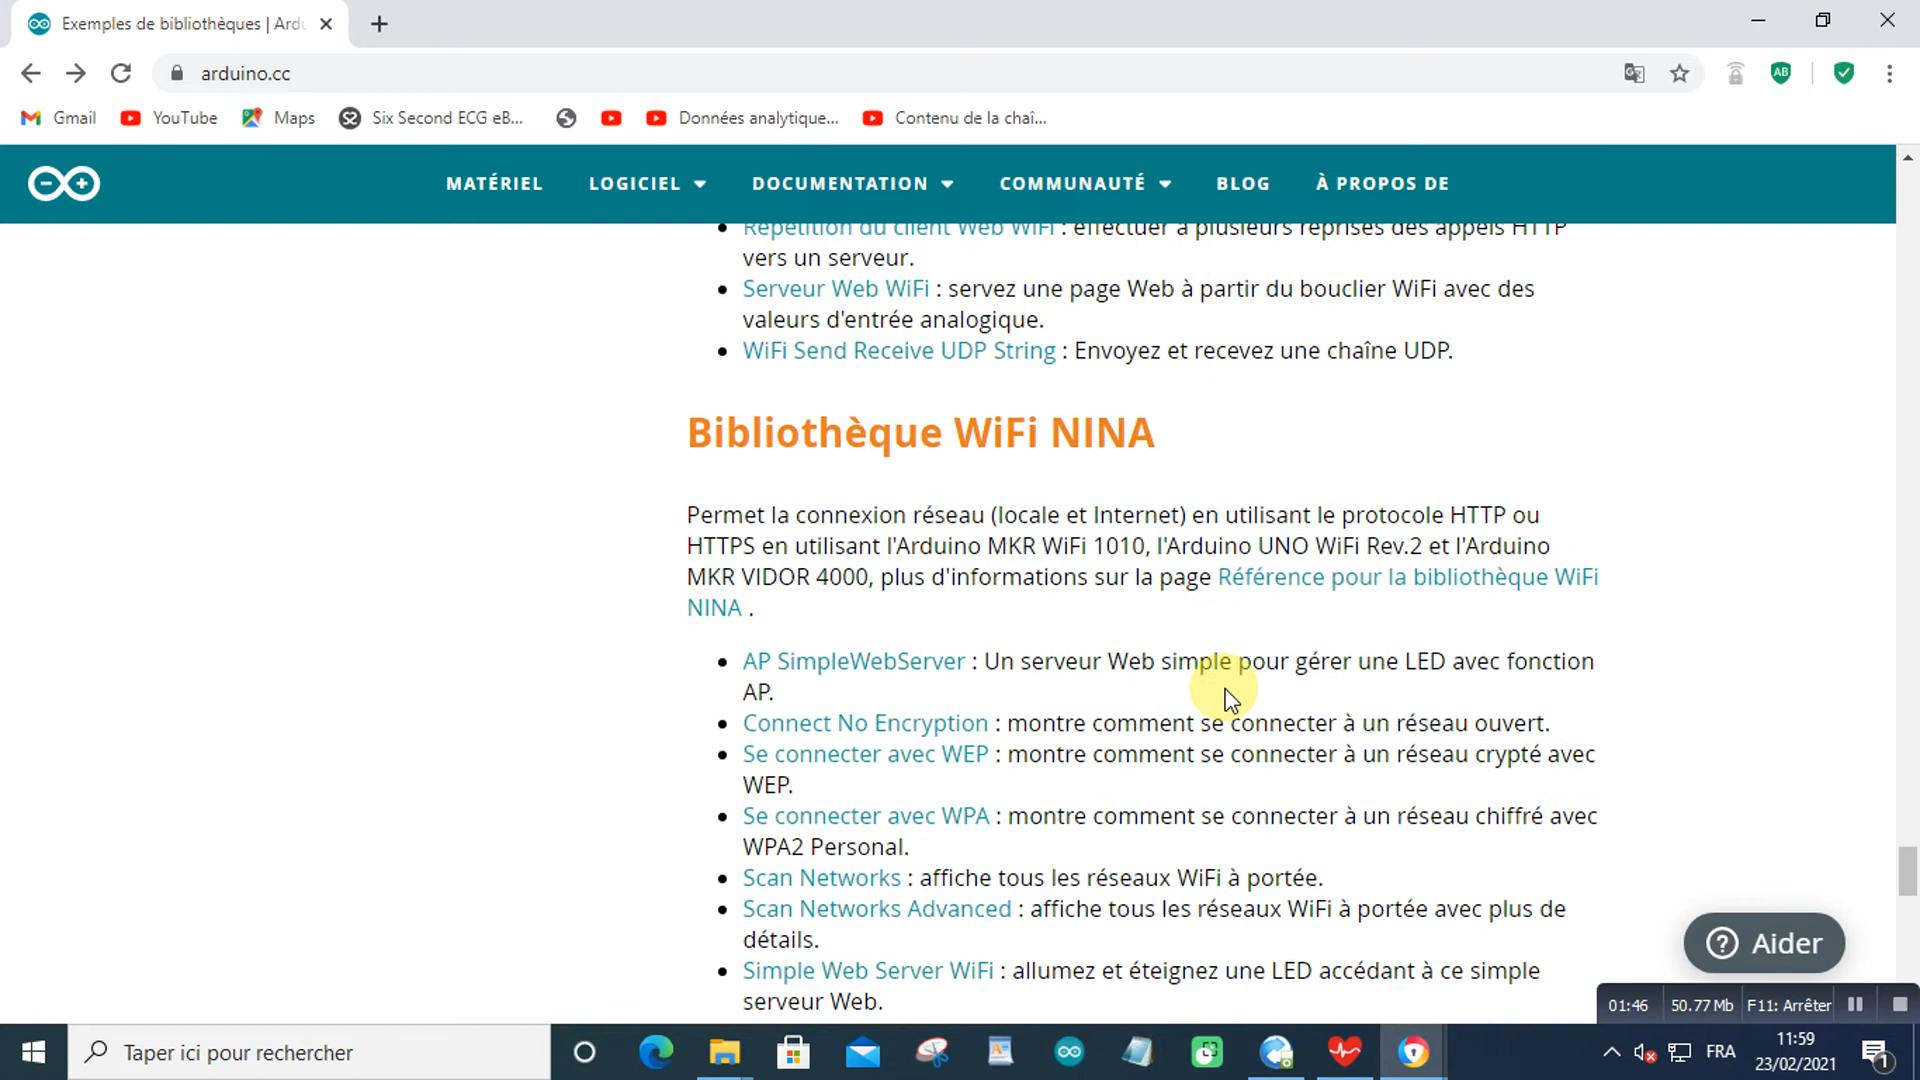 Exemples de bibliothèques | Ardu
arduino.cc
Gmail
YouTube
Maps
Six Second ECG eB...
Données analytique...
Contenu de la chaî...
MATÉRIEL
LOGICIEL
DOCUMENTATION
COMMUNAUTÉ
BLOG
À PROPOS DE
Répétition du client Web WiFi : effectuer à plusieurs reprises des appels HTTP
vers un serveur.
Serveur Web WiFi : servez une page Web à partir du bouclier WiFi avec des
valeurs d'entrée analogique.
WiFi Send Receive UDP String : Envoyez et recevez une chaîne UDP.
Bibliothèque WiFi NINA
Permet la connexion réseau (locale et Internet) en utilisant le protocole HTTP ou
HTTPS en utilisant l'Arduino MKR WiFi 1010, l'Arduino UNO WiFi Rev.2 et l'Arduino
MKR VIDOR 4000, plus d'informations sur la page Référence pour la bibliothèque WiFi
NINA .
AP SimpleWebServer : Un serveur Web simple pour gérer une LED avec fonction
AP.
Connect No Encryption : montre comment se connecter à un réseau ouvert.
Se connecter avec WEP : montre comment se connecter à un réseau crypté avec
WEP.
Se connecter avec WPA : montre comment se connecter à un réseau chiffré avec
WPA2 Personal.
Scan Networks : affiche tous les réseaux WiFi à portée.
Scan Networks Advanced : affiche tous les réseaux WiFi à portée avec plus de
détails.
Simple Web Server WiFi : allumez et éteignez une LED accédant à ce simple
serveur Web.
Aider
01:46
50.77 Mb
F11: Arrêter
Taper ici pour rechercher
FRA
11:59
23/02/2021
1